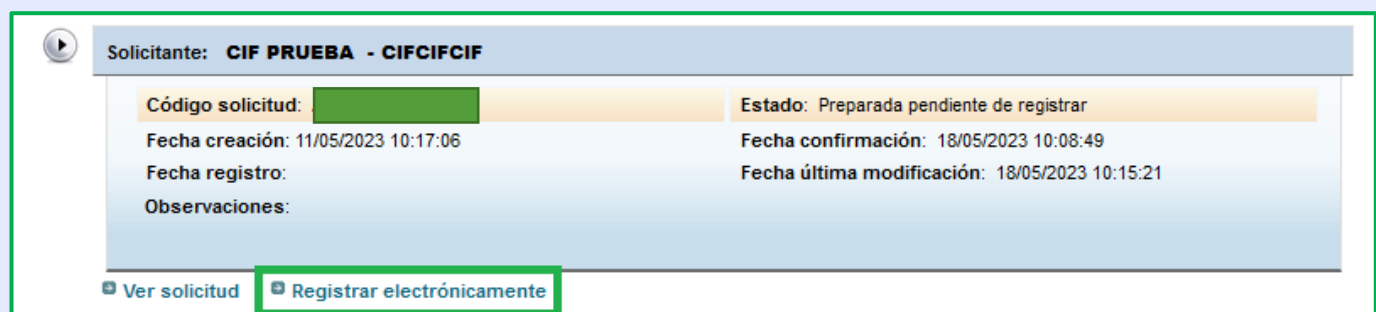 Solicitante: CIF PRUEBA - CIFCIFCIF
Código solicitud: Estado: Preparada pendiente de registrar
Fecha creación: 11/05/2023 10:17:06 Fecha confirmación: 18/05/2023 10:08:49
Fecha registro: Fecha última modificación: 18/05/2023 10:15:21
Observaciones:
Ver solicitud Registrar electrónicamente